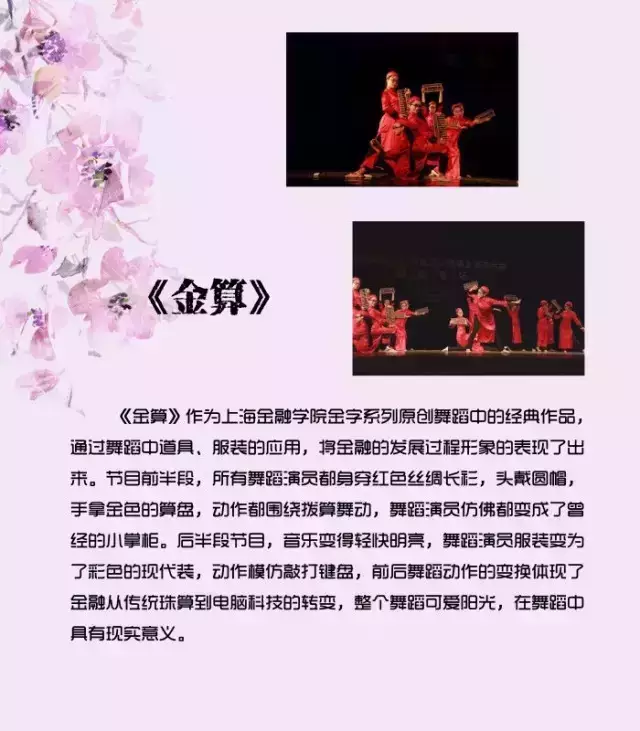 《金算》
《金算》作为上海金融学院金字系列原创舞蹈中的经典作品，
通过舞蹈中道具、服装的应用，将金融的发展过程形象的表现了出
来。节目前半段，所有舞蹈演员都身穿红色丝绸长衫，头戴圆帽，
手拿金色的算盘，动作都围绕拨算舞动，舞蹈演员仿佛都变成了曾
经的小掌柜。后半段节目，音乐变得轻快明亮，舞蹈演员服装变为
了彩色的现代装，动作模仿敲打键盘，前后舞蹈动作的变换体现了
金融从传统珠算到电脑科技的转变，整个舞蹈可爱阳光，在舞蹈中
具有现实意义。